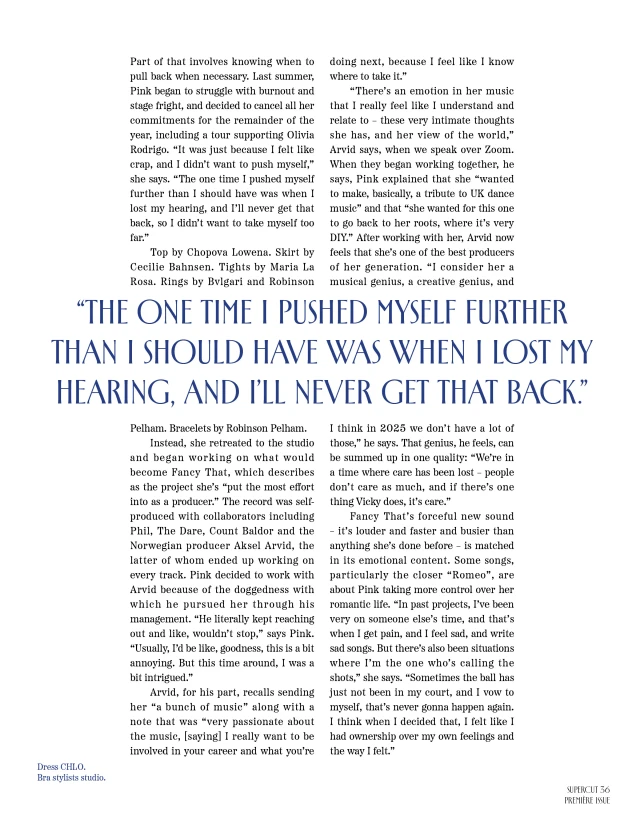 Part of that involves knowing when to
pull back when necessary. Last summer,
Pink began to struggle with burnout and
stage fright, and decided to cancel all her
commitments for the remainder of the
year, including a tour supporting Olivia
Rodrigo. “It was just because I felt like
crap, and I didn’t want to push myself,”
she says. “The one time I pushed myself
further than I should have was when I
lost my hearing, and I’ll never get that
back, so I didn’t want to take myself too
far.”
Top by Chopova Lowena. Skirt by
Cecilie Bahnsen. Tights by Maria La
Rosa. Rings by Bvlgari and Robinson
doing next, because I feel like I know
where to take it.”
“There’s an emotion in her music
that I really feel like I understand and
relate to – these very intimate thoughts
she has, and her view of the world,”
Arvid says, when we speak over Zoom.
When they began working together, he
says, Pink explained that she “wanted
to make, basically, a tribute to UK dance
music” and that “she wanted for this one
to go back to her roots, where it’s very
DIY.” After working with her, Arvid now
feels that she’s one of the best producers
of her generation. “I consider her a
musical genius, a creative genius, and
“THE ONE TIME I PUSHED MYSELF FURTHER
THAN I SHOULD HAVE WAS WHEN I LOST MY
HEARING, AND I’LL NEVER GET THAT BACK.”
Pelham. Bracelets by Robinson Pelham.
Instead, she retreated to the studio
and began working on what would
become Fancy That, which describes
as the project she’s “put the most effort
into as a producer.” The record was self-
produced with collaborators including
Phil, The Dare, Count Baldor and the
Norwegian producer Aksel Arvid, the
latter of whom ended up working on
every track. Pink decided to work with
Arvid because of the doggedness with
which he pursued her through his
management. “He literally kept reaching
out and like, wouldn’t stop,” says Pink.
“Usually, I’d be like, goodness, this is a bit
annoying. But this time around, I was a
bit intrigued.”
Arvid, for his part, recalls sending
her “a bunch of music” along with a
note that was “very passionate about
the music, [saying] I really want to be
involved in your career and what you’re
I think in 2025 we don’t have a lot of
those,” he says. That genius, he feels, can
be summed up in one quality: “We’re in
a time where care has been lost – people
don’t care as much, and if there’s one
thing Vicky does, it’s care.”
Fancy That’s forceful new sound
– it’s louder and faster and busier than
anything she’s done before – is matched
in its emotional content. Some songs,
particularly the closer “Romeo”, are
about Pink taking more control over her
romantic life. “In past projects, I’ve been
very on someone else’s time, and that’s
when I get pain, and I feel sad, and write
sad songs. But there’s also been situations
where I’m the one who’s calling the
shots,” she says. “Sometimes the ball has
just not been in my court, and I vow to
myself, that’s never gonna happen again.
I think when I decided that, I felt like I
had ownership over my own feelings and
the way I felt.”
Dress CHLO.
Bra stylists studio.
SUPERCUT 36
PREMIÈRE ISSUE